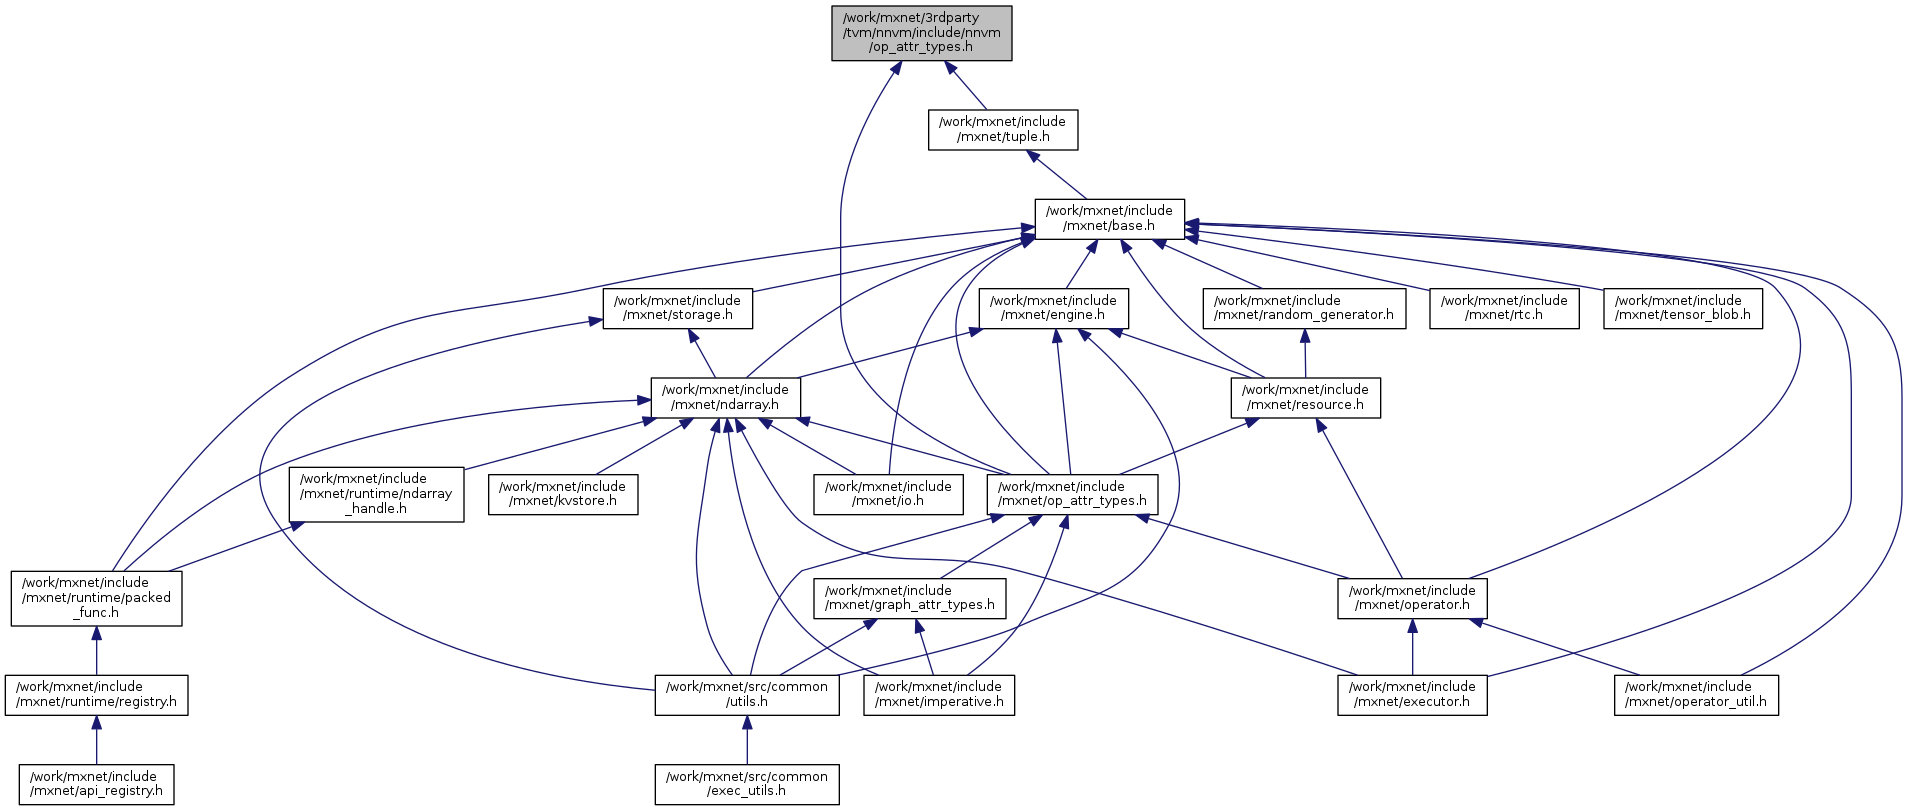 /work/mxnet/3rdparty
/tvm/nnvm/include/nnvm
/op_attr_types.h
/work/mxnet/include
/mxnet/tuple.h
/work/mxnet/include
/mxnet/base.h
/work/mxnet/include
/mxnet/storage.h
/work/mxnet/include
/mxnet/engine.h
/work/mxnet/include
/mxnet/random_generator.h
/work/mxnet/include
/mxnet/rtc.h
/work/mxnet/include
/mxnet/tensor_blob.h
/work/mxnet/include
/mxnet/ndarray.h
/work/mxnet/include
/mxnet/resource.h
/work/mxnet/include
/mxnet/runtime/ndarray
_handle.h
/work/mxnet/include
/mxnet/kvstore.h
/work/mxnet/include
/mxnet/io.h
/work/mxnet/include
/mxnet/op_attr_types.h
/work/mxnet/include
/mxnet/runtime/packed
_func.h
/work/mxnet/include
/mxnet/graph_attr_types.h
/work/mxnet/include
/mxnet/operator.h
/work/mxnet/include
/mxnet/runtime/registry.h
/work/mxnet/src/common
/utils.h
/work/mxnet/include
/mxnet/imperative.h
/work/mxnet/include
/mxnet/executor.h
/work/mxnet/include
/mxnet/operator_util.h
/work/mxnet/include
/mxnet/api_registry.h
/work/mxnet/src/common
/exec_utils.h